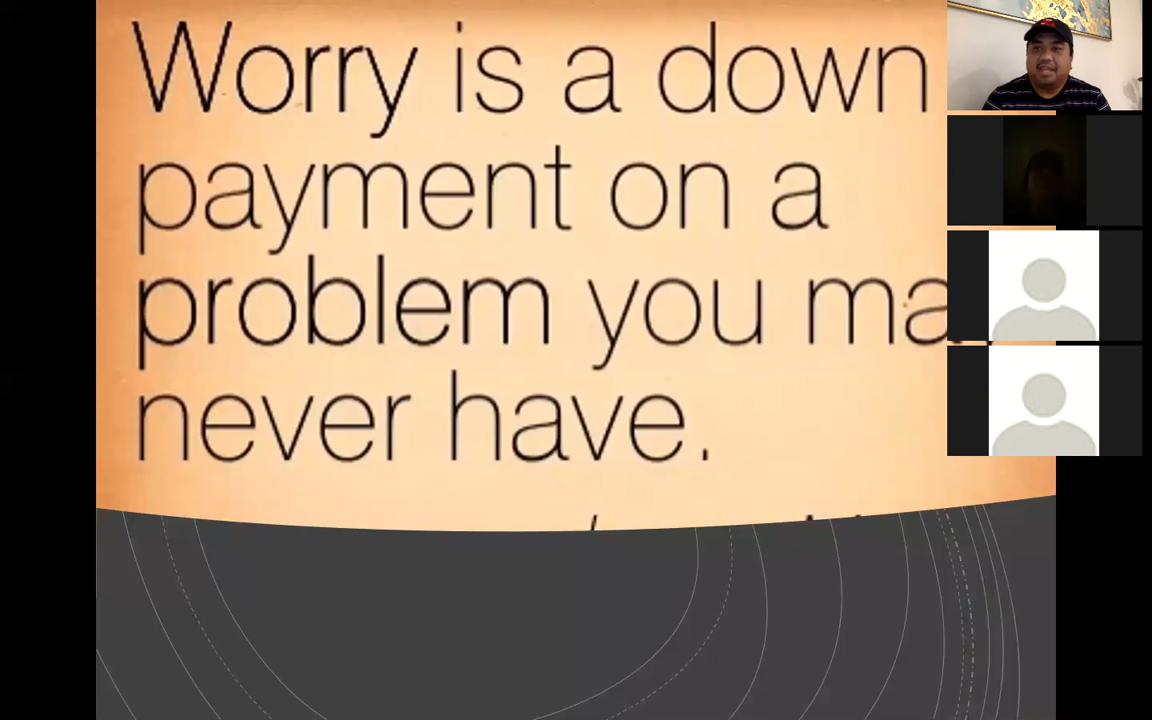 Worry is a down
payment on a
problem you ma
never have.